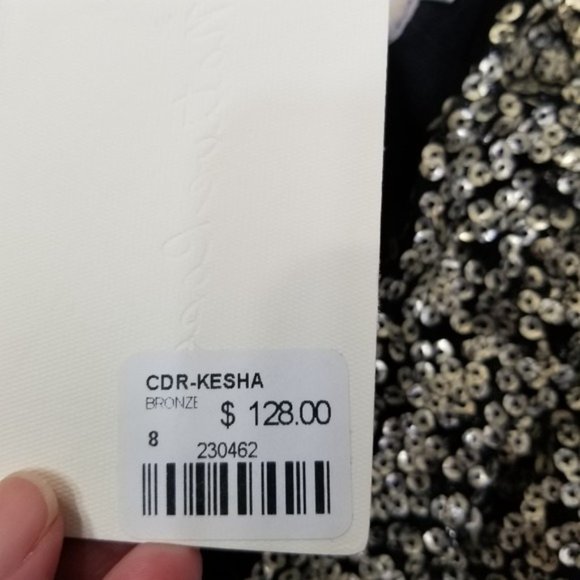 CDR-KESHA
BRONZE
$ 128.00
8
230462